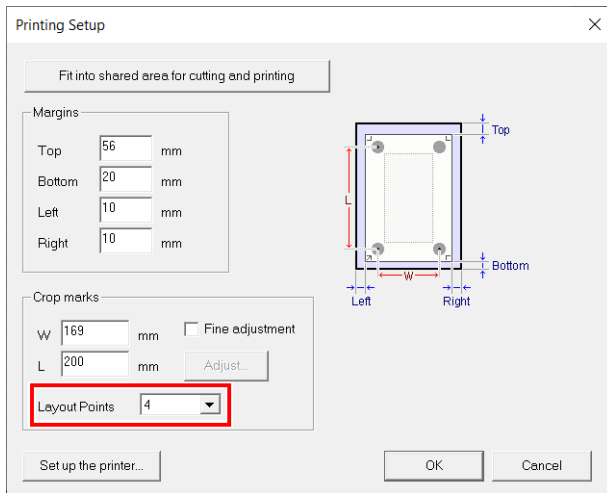 Printing Setup
Fit into shared area for cutting and printing
Margins
Top 56 mm
Bottom 20 mm
Left 10 mm
Right 10 mm
Top
L
W
Bottom
Left Right
Crop marks
W 169 mm Fine adjustment
L 200 mm Adjust...
Layout Points 4
Set up the printer... OK Cancel